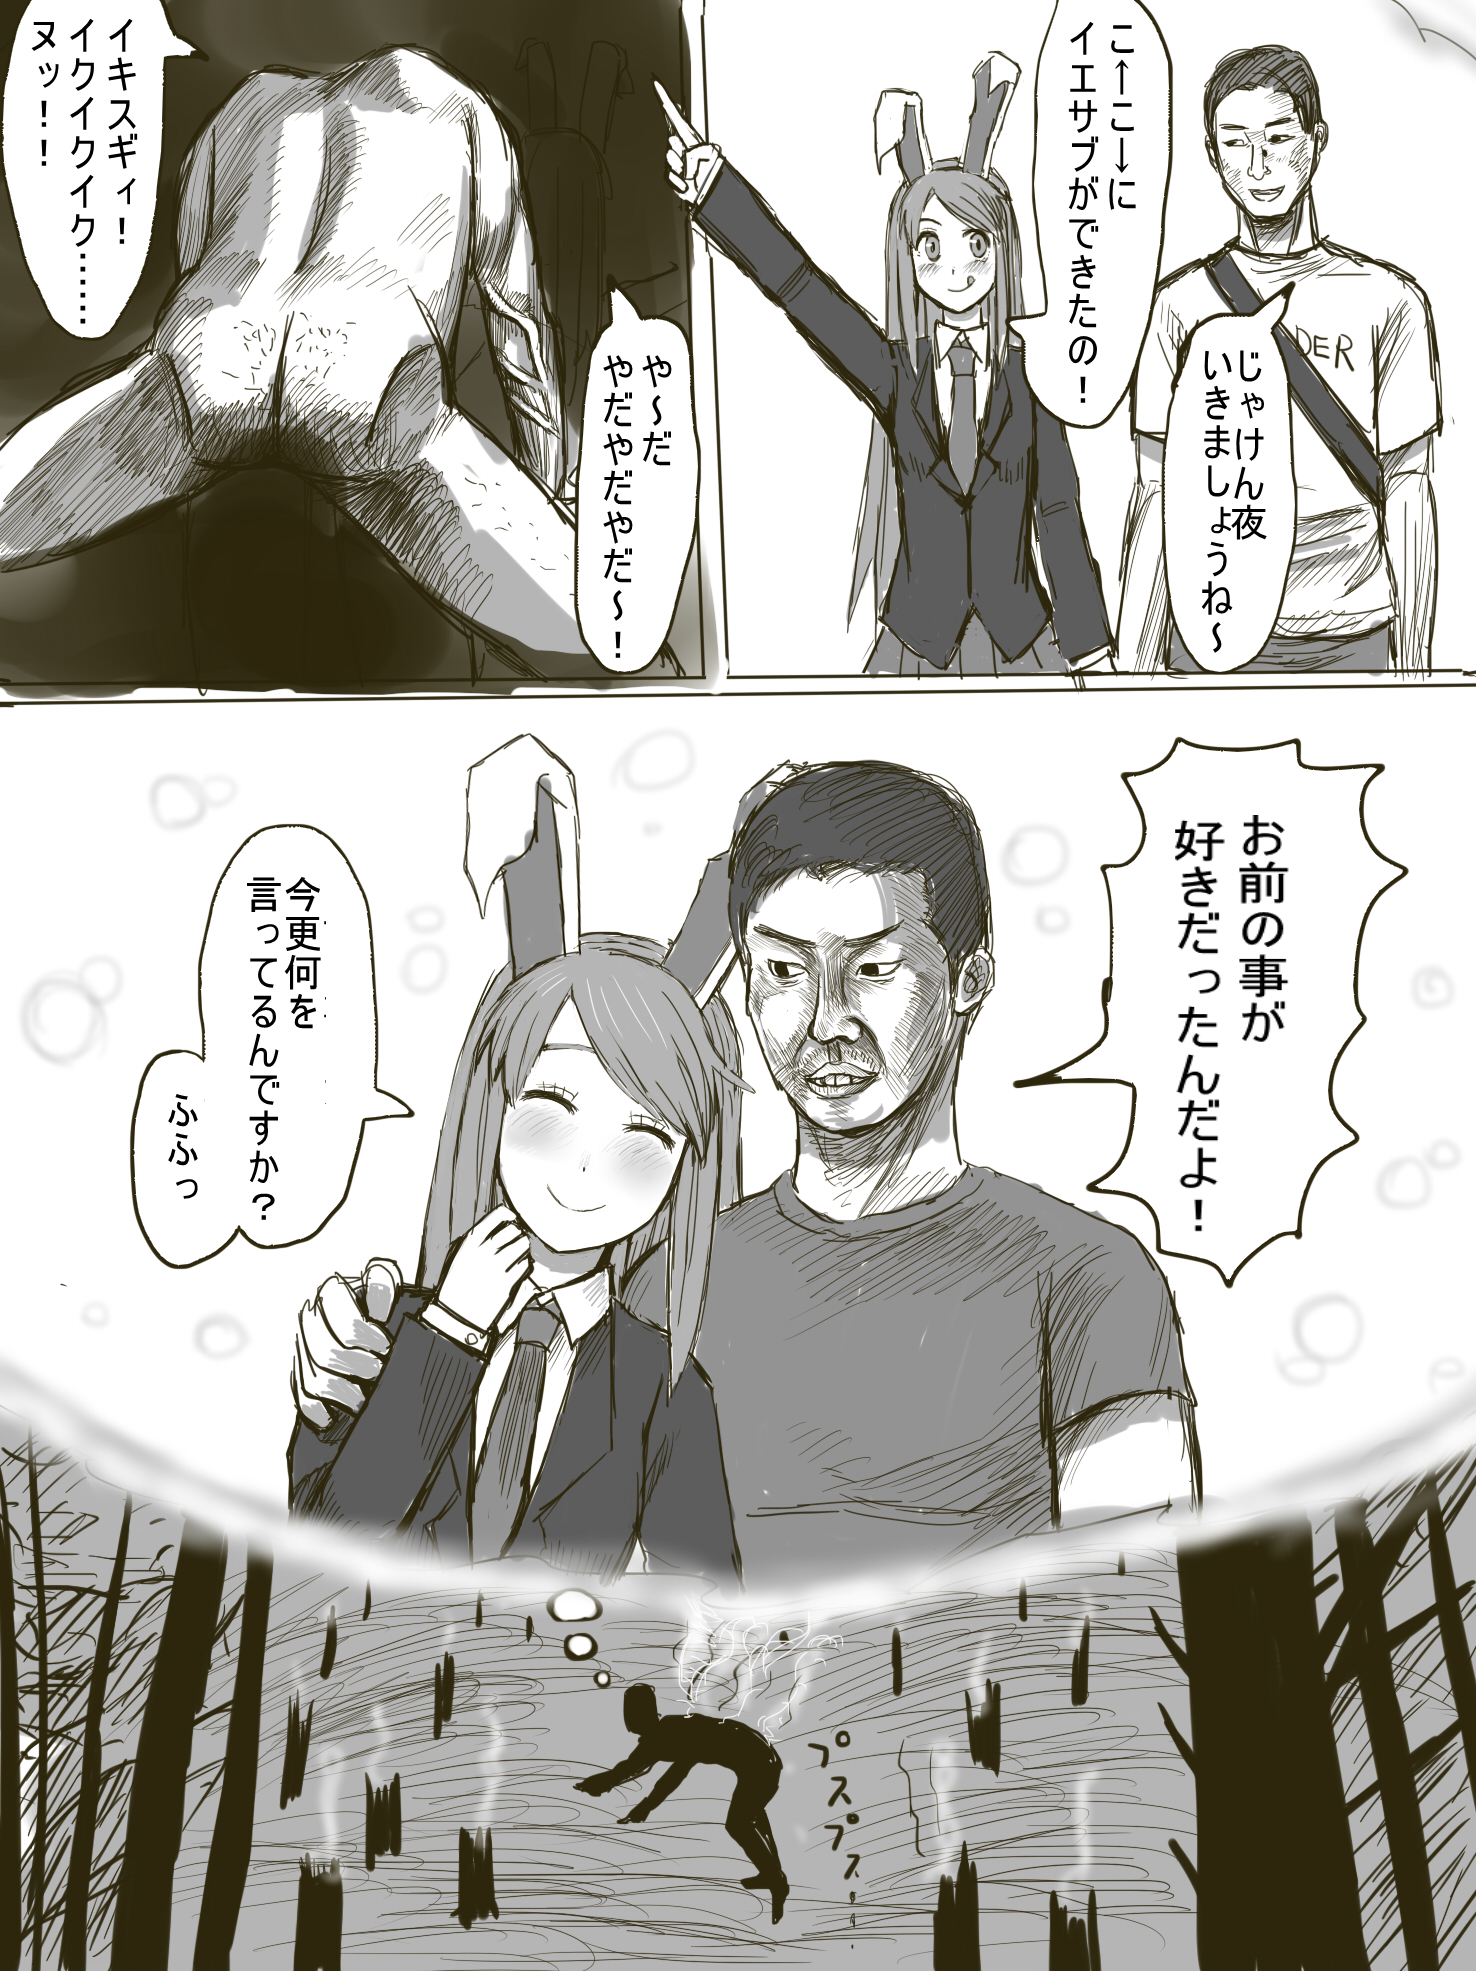 こ←こ↓に
イエサブができたの！
じゃけん夜
いきましょうね～
DER
や～だ
やだやだやだ～！
イキスギィ！
イクイクイク……
ヌッ！！
お前の事が
好きだったんだよ！
今更何を
言ってるんですか？
ふふっ
プスプス…